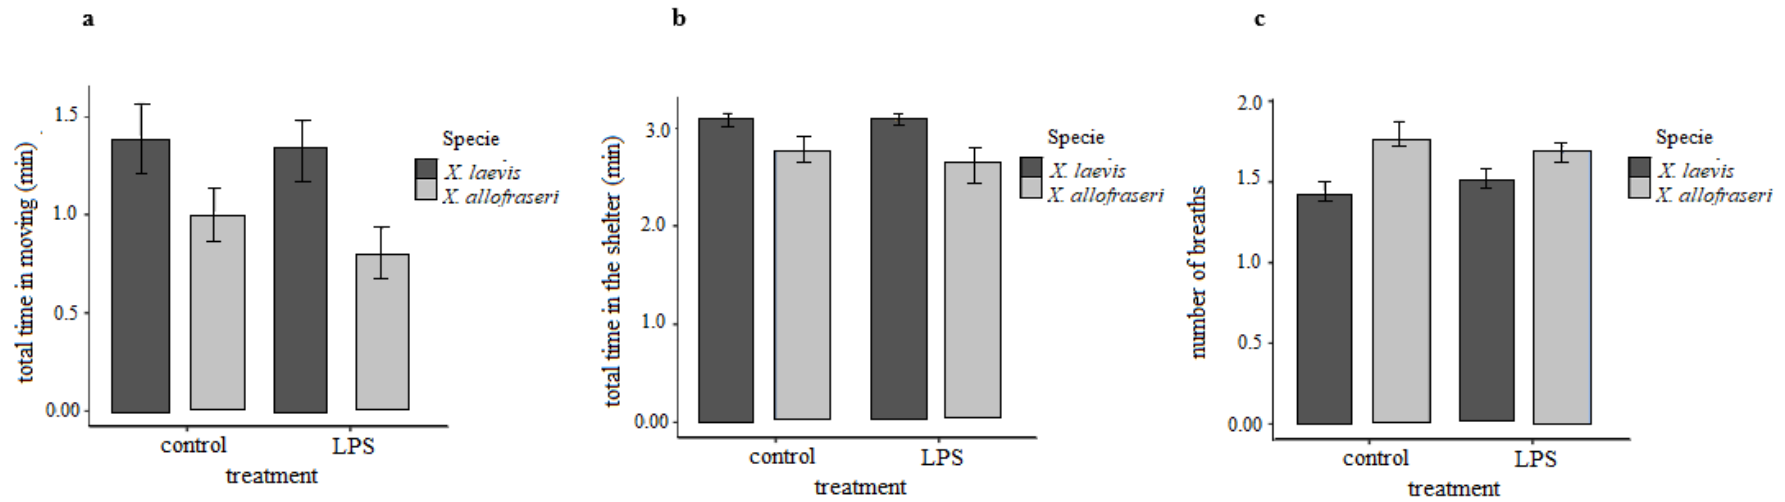 a
total time in moving (min)
1.5
1.0
0.5
0.00
control
LPS
treatment
Specie
X. laevis
X. allofraseri
b
total time in the shelter (min)
3.0
2.0
1.0
0.00
control
LPS
treatment
Specie
X. laevis
X. allofraseri
c
number of breaths
2.0
1.5
1.0
0.5
0.00
control
LPS
treatment
Specie
X. laevis
X. allofraseri